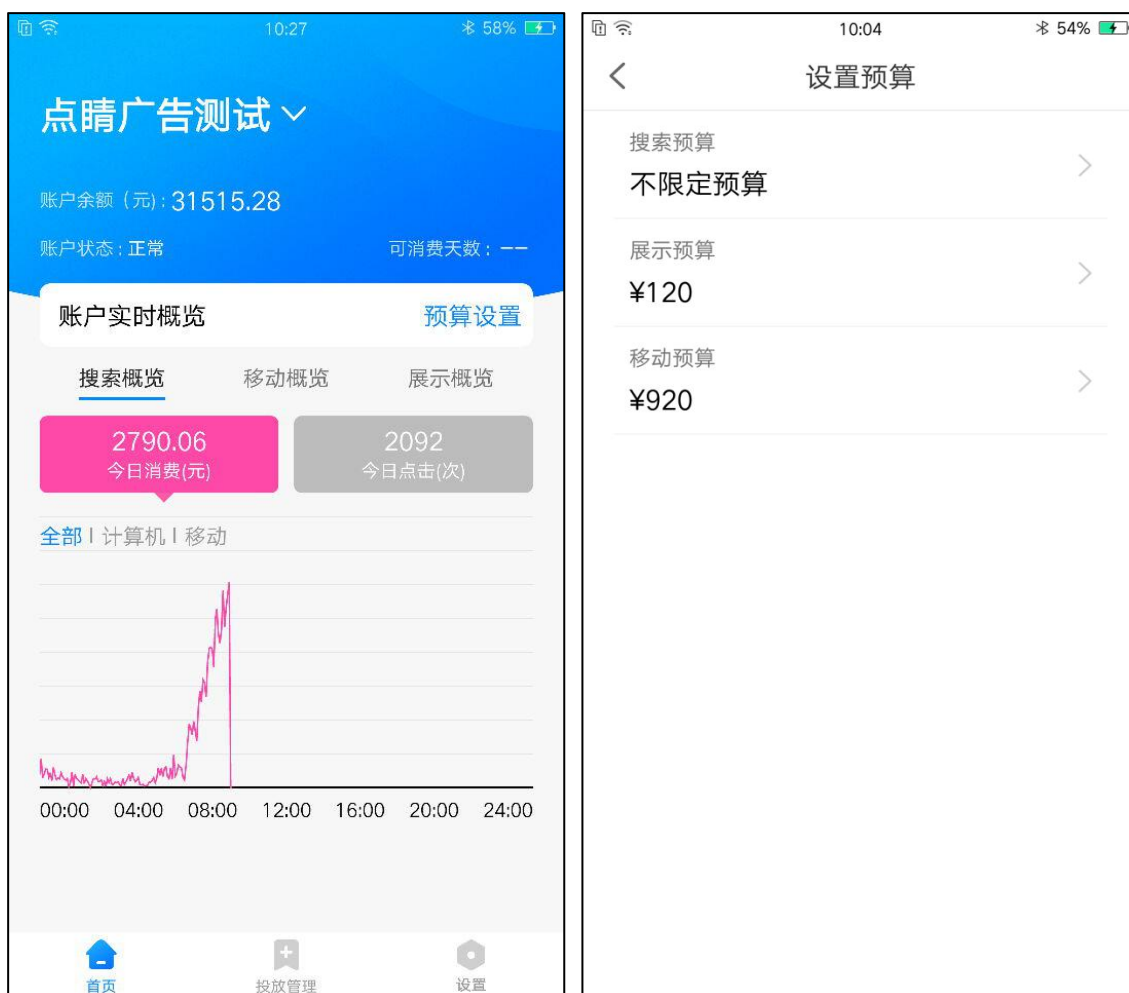 10:27
58%
点睛广告测试
账户余额（元）: 31515.28
账户状态 : 正常
可消费天数 : −−
账户实时概览
预算设置
搜索概览
移动概览
展示概览
2790.06
今日消费(元)
2092
今日点击(次)
全部 | 计算机 | 移动
00:00 04:00 08:00 12:00 16:00 20:00 24:00
首页
投放管理
设置
10:04
54%
设置预算
搜索预算
不限定预算
展示预算
¥120
移动预算
¥920